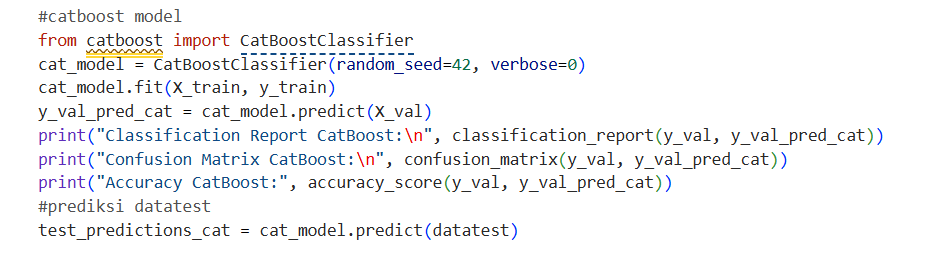 #catboost model
from catboost import CatBoostClassifier
cat_model = CatBoostClassifier(random_seed=42, verbose=0)
cat_model.fit(X_train, y_train)
y_val_pred_cat = cat_model.predict(X_val)
print("Classification Report CatBoost:\n", classification_report(y_val, y_val_pred_cat))
print("Confusion Matrix CatBoost:\n", confusion_matrix(y_val, y_val_pred_cat))
print("Accuracy CatBoost:", accuracy_score(y_val, y_val_pred_cat))
#prediksi datatest
test_predictions_cat = cat_model.predict(datatest)